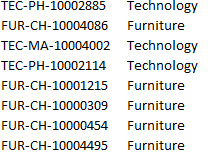 TEC-PH-10002885 Technology
FUR-CH-10004086 Furniture
TEC-MA-10004002 Technology
TEC-PH-10002114 Technology
FUR-CH-10001215 Furniture
FUR-CH-10000309 Furniture
FUR-CH-10000454 Furniture
FUR-CH-10004495 Furniture